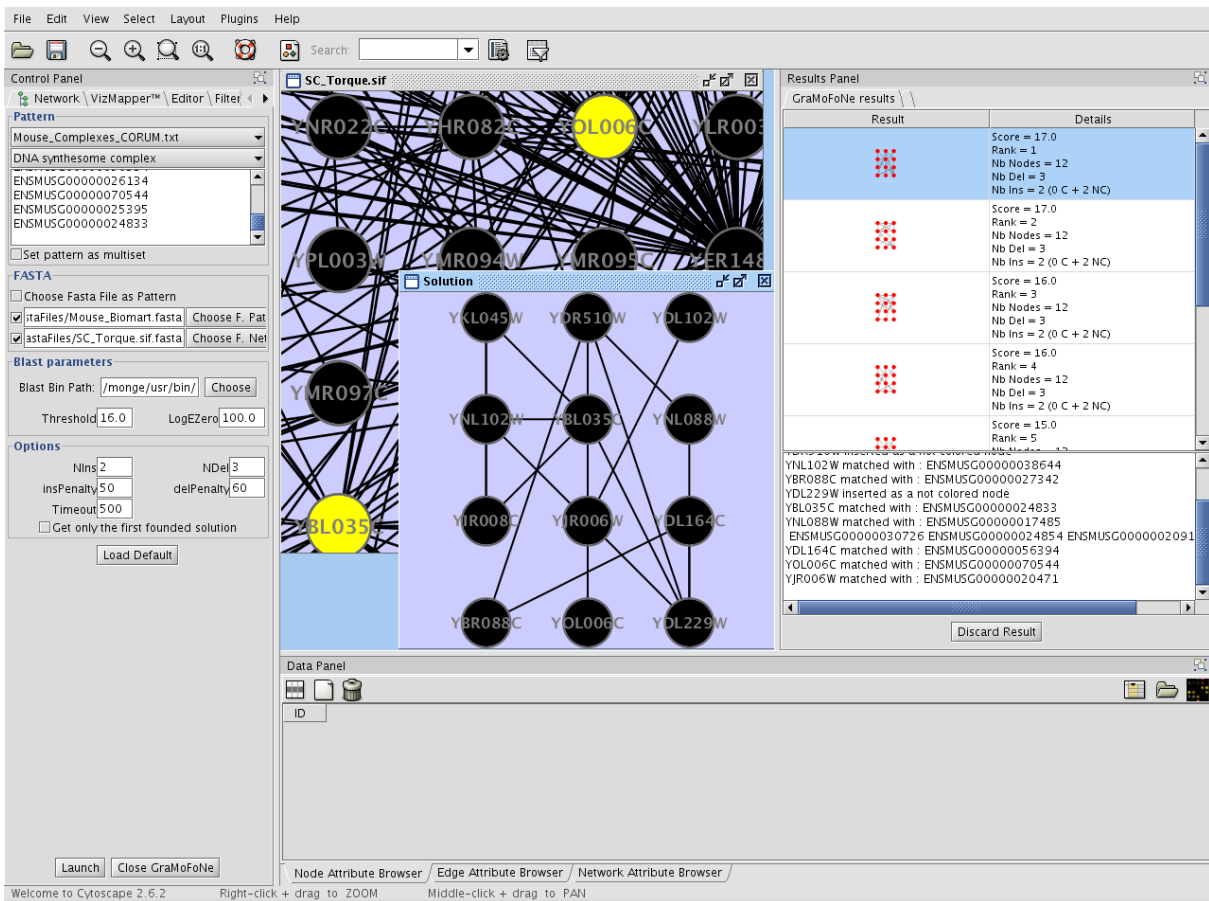 File Edit View Select Layout Plugins Help
Search:
Control Panel
Network VizMapper™ Editor Filter
Pattern
Mouse_Complexes_CORUM.txt
DNA synthesome complex
ENSMUSG00000026134
ENSMUSG00000070544
ENSMUSG00000025395
ENSMUSG00000024833
Set pattern as multiset
FASTA
Choose Fasta File as Pattern
itaFiles/Mouse_Biomart.fasta Choose F. Pat
astaFiles/SC_Torque.sif.fasta Choose F. Net
Blast parameters
Blast Bin Path: /monge/usr/bin/ Choose
Threshold 16.0 LogEZero 100.0
Options
NIns 2 NDel 3
insPenalty 50 delPenalty 60
Timeout 500
Get only the first founded solution
Load Default
Launch Close GraMoFoNe
SC_Torque.sif
YNR022C YHR082C YOL006C YLR003
YPL003W YMR094W YMR095C YER148
YMR097C
YBL035C
Solution
YKL045W YDR510W YDL102W
YNL102W YBL035C YNL088W
YIR008C YJR006W YDL164C
YBR088C YOL006C YDL229W
Results Panel
GraMoFoNe results
Result Details
Score = 17.0
Rank = 1
Nb Nodes = 12
Nb Del = 3
Nb Ins = 2 (0 C + 2 NC)
Score = 17.0
Rank = 2
Nb Nodes = 12
Nb Del = 3
Nb Ins = 2 (0 C + 2 NC)
Score = 16.0
Rank = 3
Nb Nodes = 12
Nb Del = 3
Nb Ins = 2 (0 C + 2 NC)
Score = 16.0
Rank = 4
Nb Nodes = 12
Nb Del = 3
Nb Ins = 2 (0 C + 2 NC)
Score = 15.0
Rank = 5
YDR510W inserted as a not colored node
YNL102W matched with : ENSMUSG00000038644
YBR088C matched with : ENSMUSG00000027342
YDL229W inserted as a not colored node
YBL035C matched with : ENSMUSG00000024833
YNL088W matched with : ENSMUSG00000017485
ENSMUSG00000030726 ENSMUSG00000024854 ENSMUSG0000002091
YDL164C matched with : ENSMUSG00000056394
YOL006C matched with : ENSMUSG00000070544
YJR006W matched with : ENSMUSG00000020471
Discard Result
Data Panel
ID
Node Attribute Browser Edge Attribute Browser Network Attribute Browser
Welcome to Cytoscape 2.6.2 Right-click + drag to ZOOM Middle-click + drag to PAN